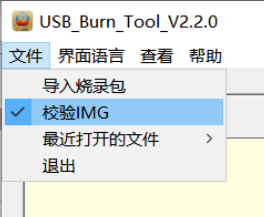 USB_Burn_Tool_V2.2.0
文件 界面语言 查看 帮助
导入烧录包
校验IMG
最近打开的文件
退出